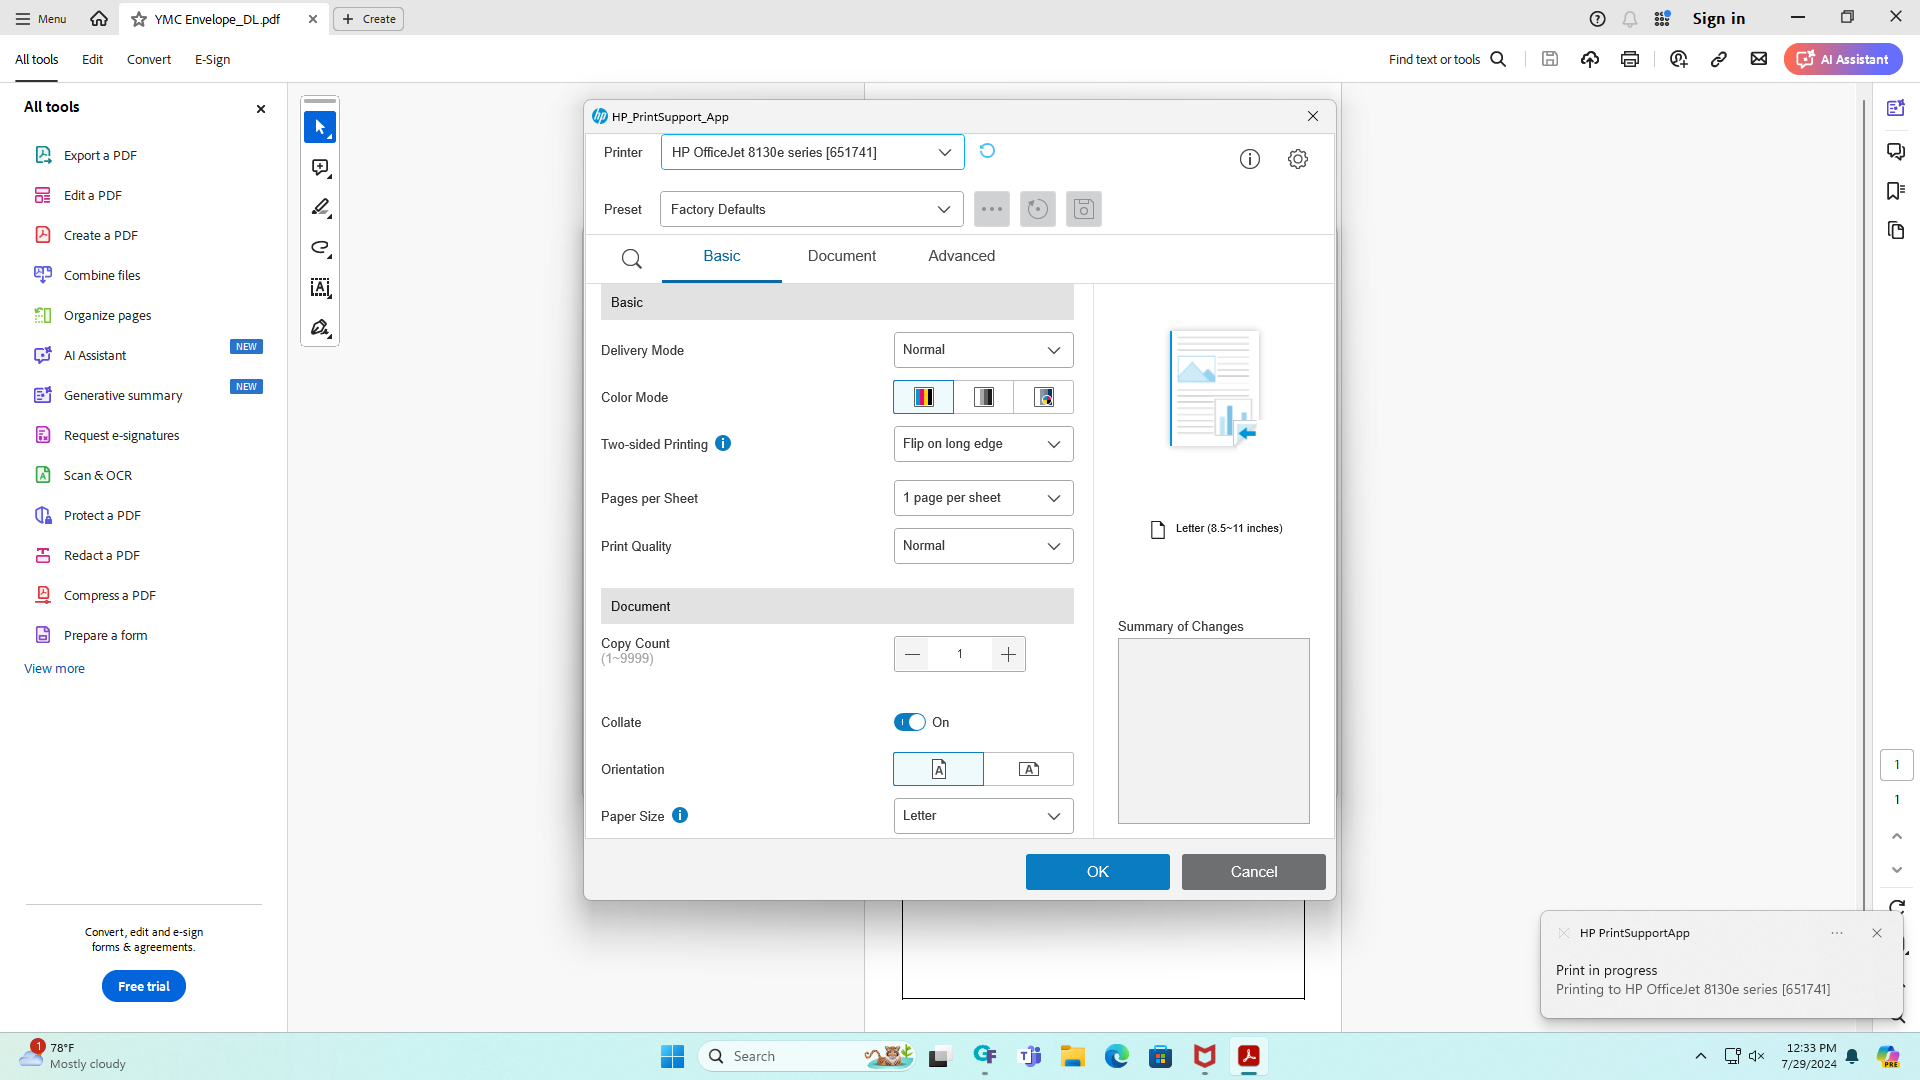 Menu
YMC Envelope_DL.pdf
Create
Sign in
All tools
Edit
Convert
E-Sign
Find text or tools
AI Assistant
All tools
Export a PDF
Edit a PDF
Create a PDF
Combine files
Organize pages
AI Assistant
NEW
Generative summary
NEW
Request e-signatures
Scan & OCR
Protect a PDF
Redact a PDF
Compress a PDF
Prepare a form
View more
Convert, edit and e-sign
forms & agreements.
Free trial
HP_PrintSupport_App
Printer
HP OfficeJet 8130e series [651741]
Preset
Factory Defaults
Basic
Document
Advanced
Basic
Delivery Mode
Normal
Color Mode
Two-sided Printing
Flip on long edge
Pages per Sheet
1 page per sheet
Print Quality
Normal
Document
Copy Count
(1~9999)
1
Collate
On
Orientation
Paper Size
Letter
Letter (8.5~11 inches)
Summary of Changes
OK
Cancel
1
1
HP PrintSupportApp
Print in progress
Printing to HP OfficeJet 8130e series [651741]
1
78°F
Mostly cloudy
Search
12:33 PM
7/29/2024
PRE